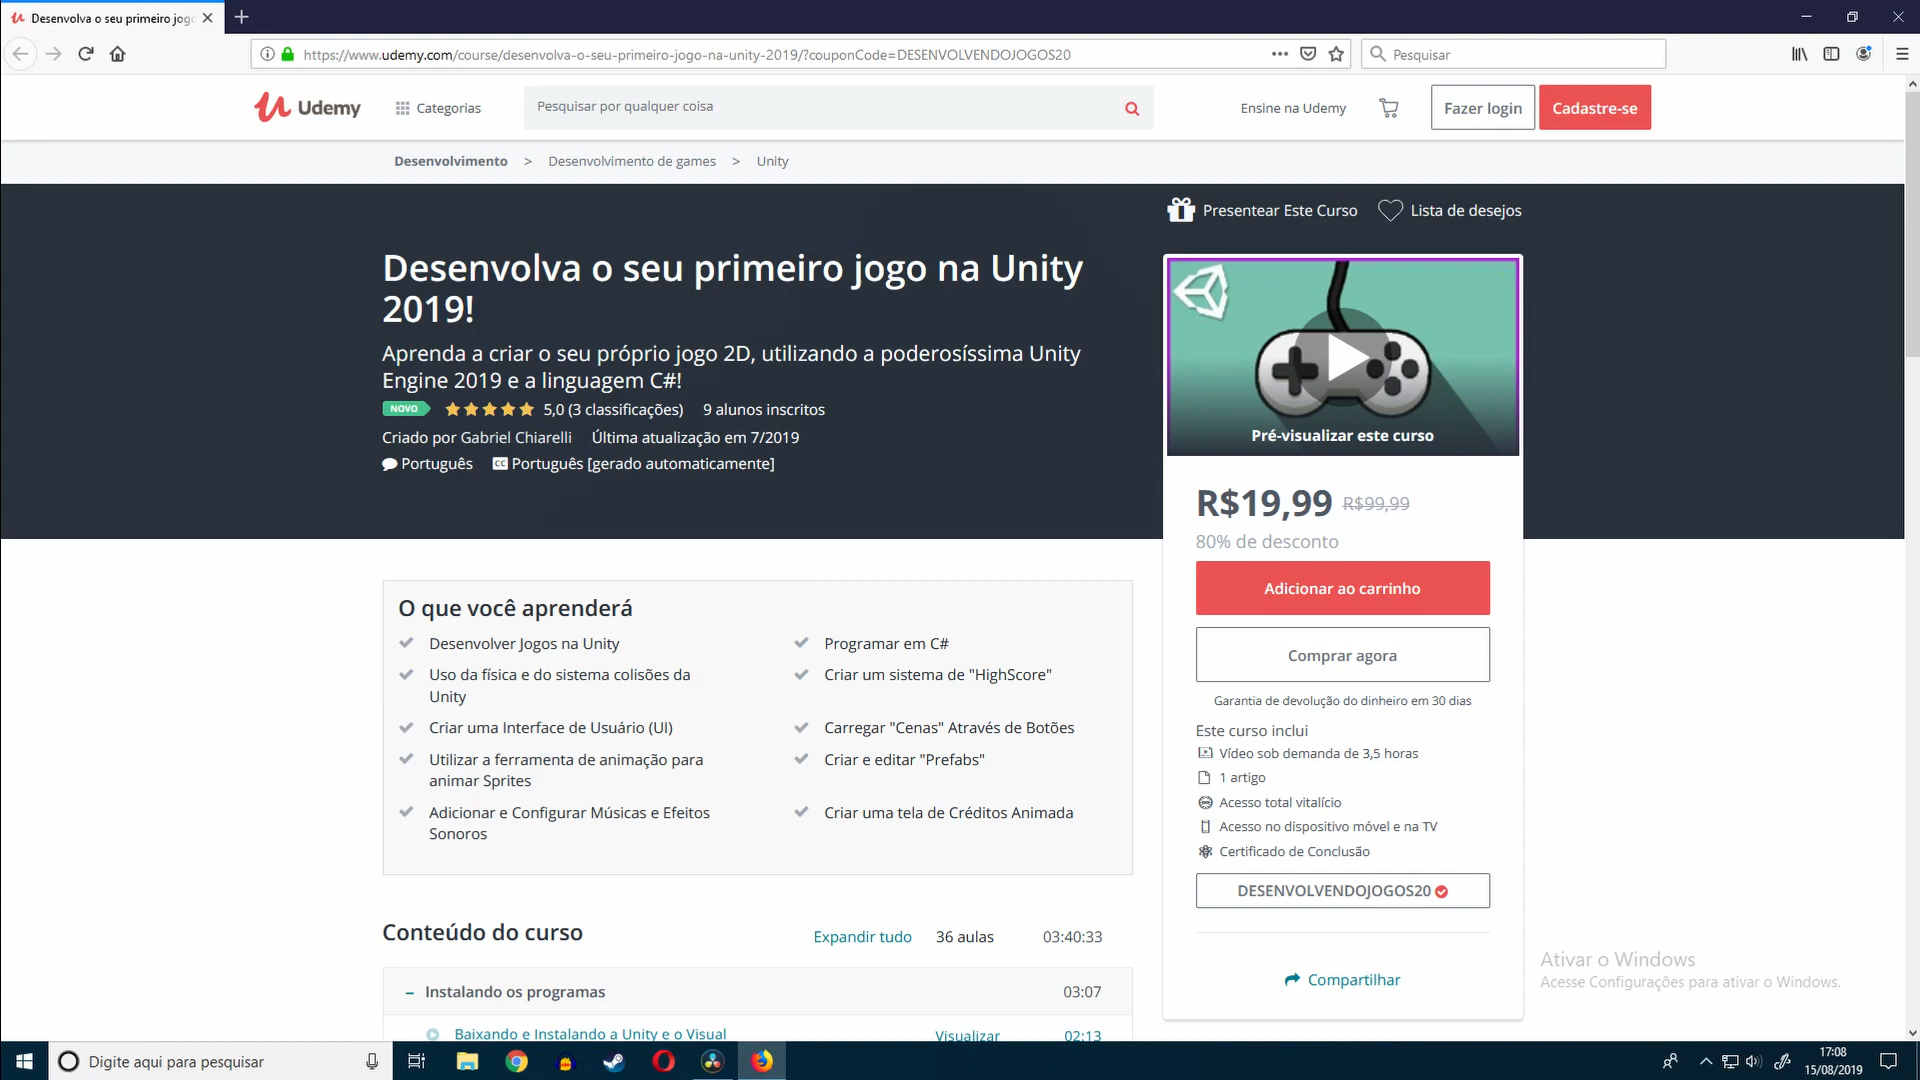 Desenvolva o seu primeiro jogo
https://www.udemy.com/course/desenvolva-o-seu-primeiro-jogo-na-unity-2019/?couponCode=DESENVOLVENDOJOGOS20
Pesquisar
Udemy
Categorias
Pesquisar por qualquer coisa
Ensine na Udemy
Fazer login
Cadastre-se
Desenvolvimento > Desenvolvimento de games > Unity
Presentear Este Curso
Lista de desejos
Desenvolva o seu primeiro jogo na Unity
2019!
Aprenda a criar o seu próprio jogo 2D, utilizando a poderosíssima Unity
Engine 2019 e a linguagem C#!
NOVO 5,0 (3 classificações) 9 alunos inscritos
Criado por Gabriel Chiarelli Última atualização em 7/2019
Português CC Português [gerado automaticamente]
Pré-visualizar este curso
R$19,99 R$99,99
80% de desconto
Adicionar ao carrinho
Comprar agora
Garantia de devolução do dinheiro em 30 dias
Este curso inclui
Vídeo sob demanda de 3,5 horas
1 artigo
Acesso total vitalício
Acesso no dispositivo móvel e na TV
Certificado de Conclusão
DESENVOLVENDOJOGOS20
Compartilhar
O que você aprenderá
Desenvolver Jogos na Unity
Programar em C#
Uso da física e do sistema colisões da
Unity
Criar um sistema de "HighScore"
Criar uma Interface de Usuário (UI)
Carregar "Cenas" Através de Botões
Utilizar a ferramenta de animação para
animar Sprites
Criar e editar "Prefabs"
Adicionar e Configurar Músicas e Efeitos
Sonoros
Criar uma tela de Créditos Animada
Conteúdo do curso
Expandir tudo 36 aulas 03:40:33
– Instalando os programas 03:07
Baixando e Instalando a Unity e o Visual Visualizar 02:13
Ativar o Windows
Acesse Configurações para ativar o Windows.
Digite aqui para pesquisar
17:08
15/08/2019